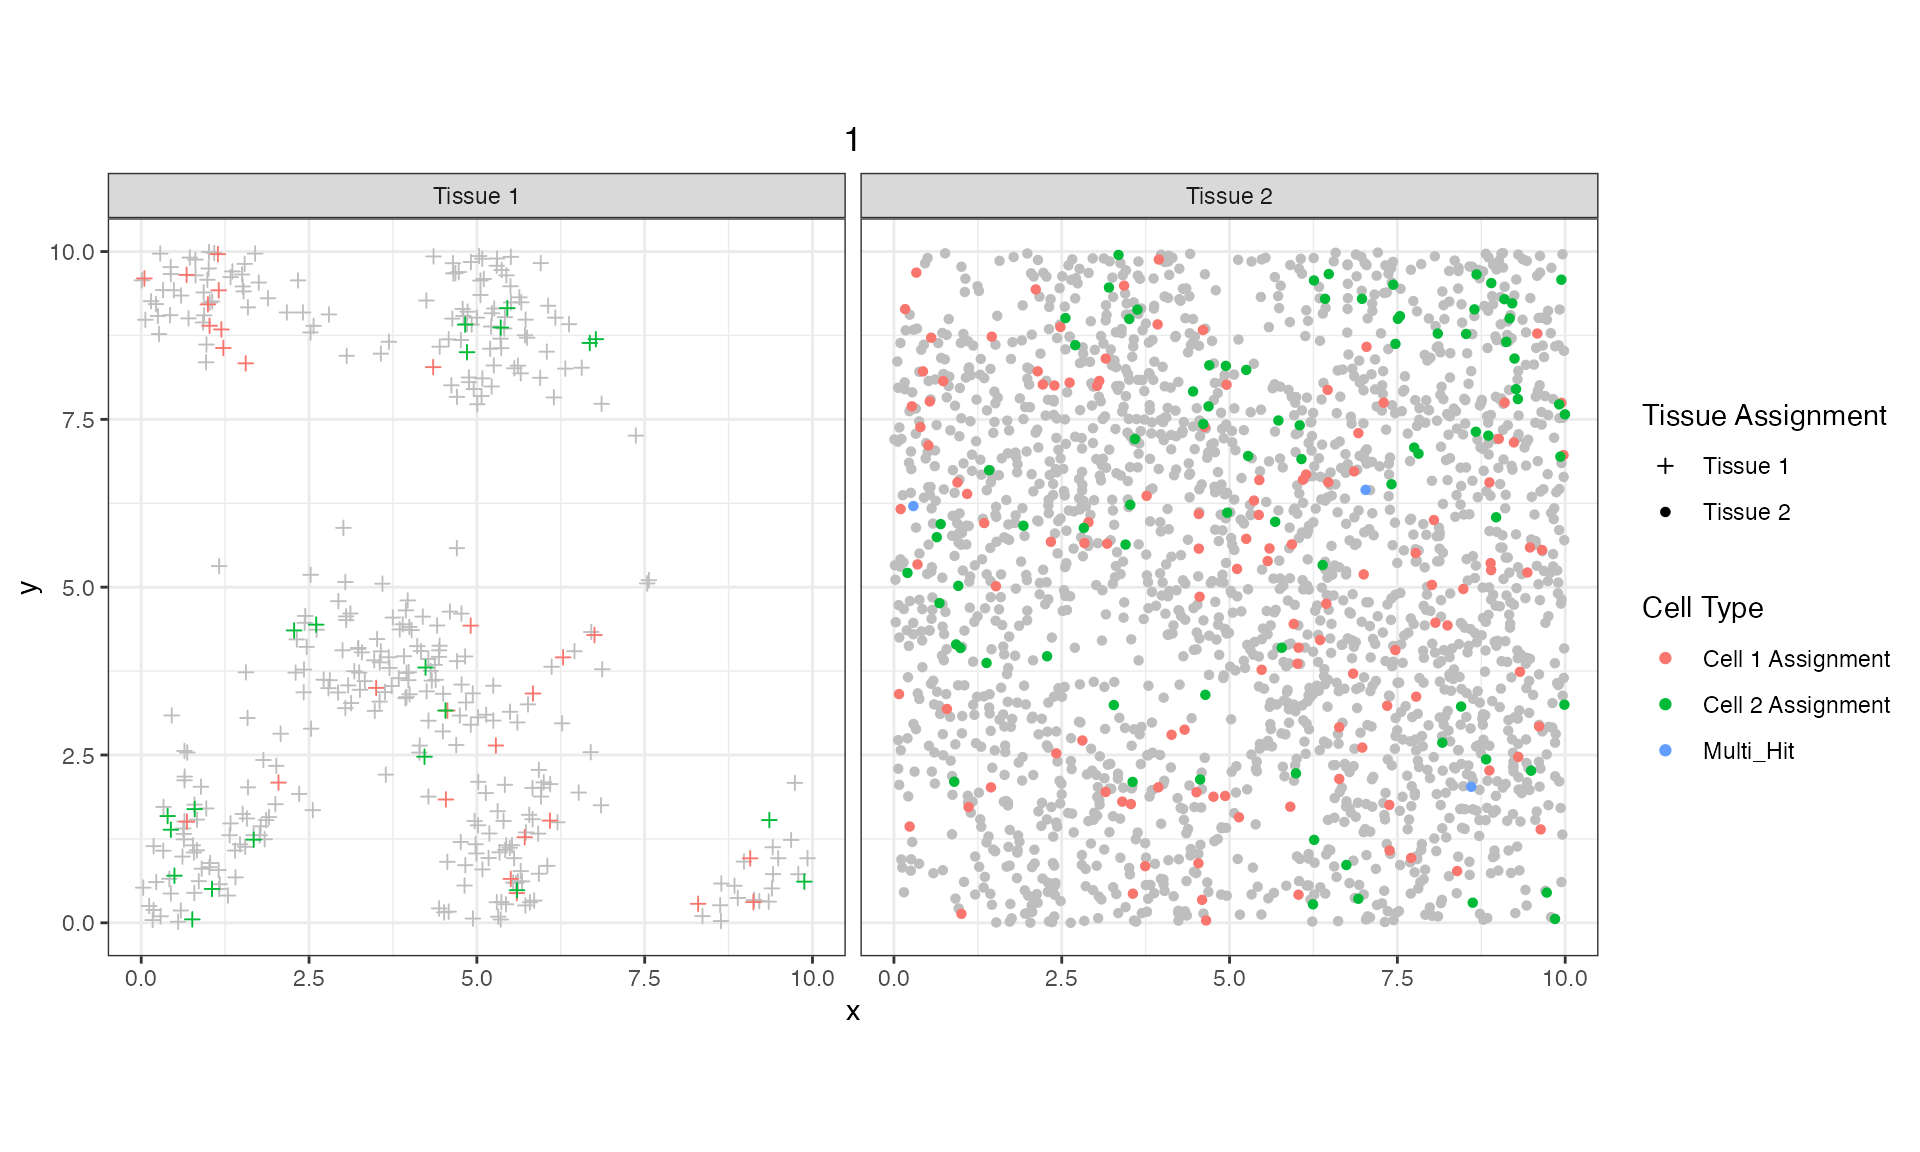 1
Tissue 1
Tissue 2
10.0
7.5
5.0
2.5
0.0
y
0.0 2.5 5.0 7.5 10.0
0.0 2.5 5.0 7.5 10.0
x
Tissue Assignment
Tissue 1
Tissue 2
Cell Type
Cell 1 Assignment
Cell 2 Assignment
Multi_Hit